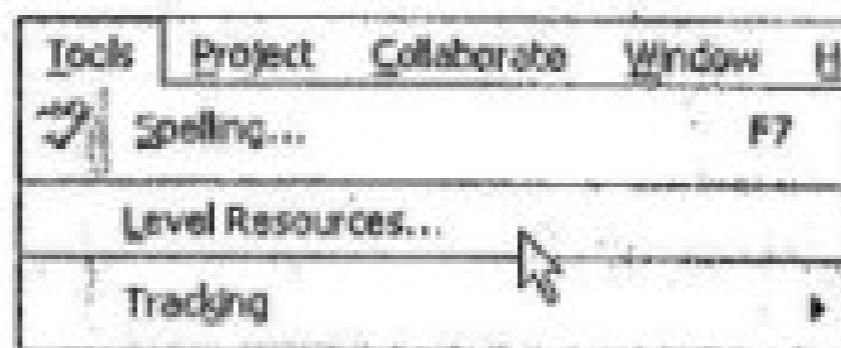 Tools Project Collaborate Window H
Spelling... F7
Level Resources...
Tracking